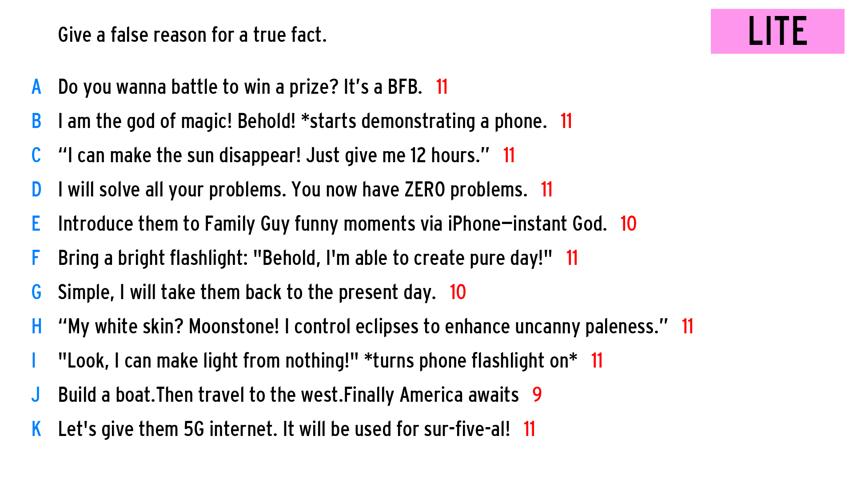 Give a false reason for a true fact.
LITE
A Do you wanna battle to win a prize? It’s a BFB. 11
B I am the god of magic! Behold! *starts demonstrating a phone. 11
C “I can make the sun disappear! Just give me 12 hours.” 11
D I will solve all your problems. You now have ZERO problems. 11
E Introduce them to Family Guy funny moments via iPhone—instant God. 10
F Bring a bright flashlight: "Behold, I'm able to create pure day!" 11
G Simple, I will take them back to the present day. 10
H “My white skin? Moonstone! I control eclipses to enhance uncanny paleness.” 11
I "Look, I can make light from nothing!" *turns phone flashlight on* 11
J Build a boat.Then travel to the west.Finally America awaits 9
K Let's give them 5G internet. It will be used for sur-five-al! 11